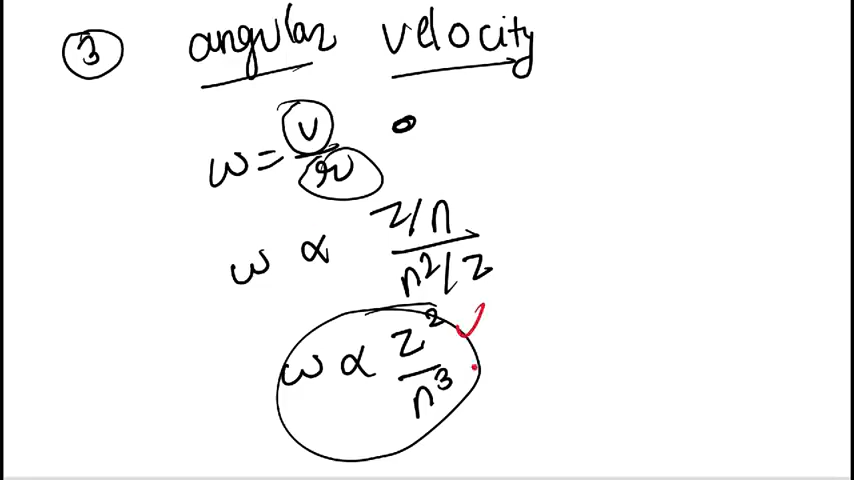 ③ angular velocity
ω = v/r
ω ∝ (Z/n)/(n²/Z)
ω ∝ Z²/n³